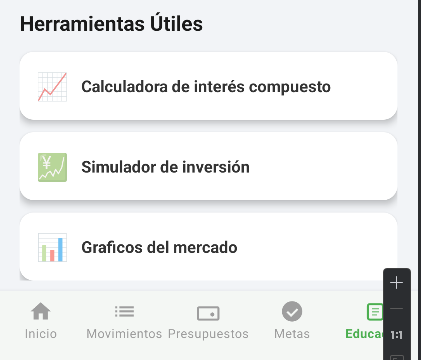 Herramientas Útiles
Calculadora de interés compuesto
¥
Simulador de inversión
Graficos del mercado
Inicio
Movimientos
Presupuestos
Metas
1:1